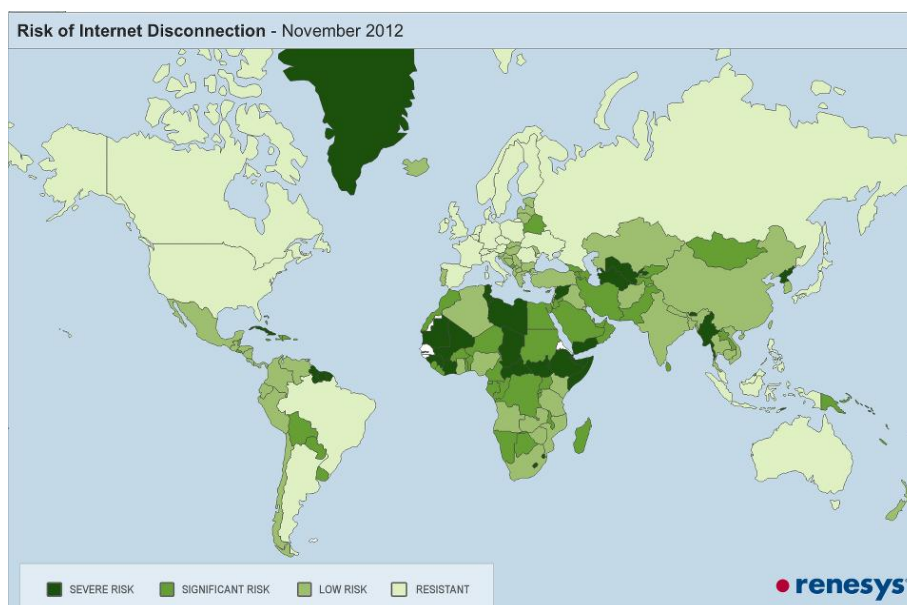 Risk of Internet Disconnection - November 2012
SEVERE RISK
SIGNIFICANT RISK
LOW RISK
RESISTANT
renesys